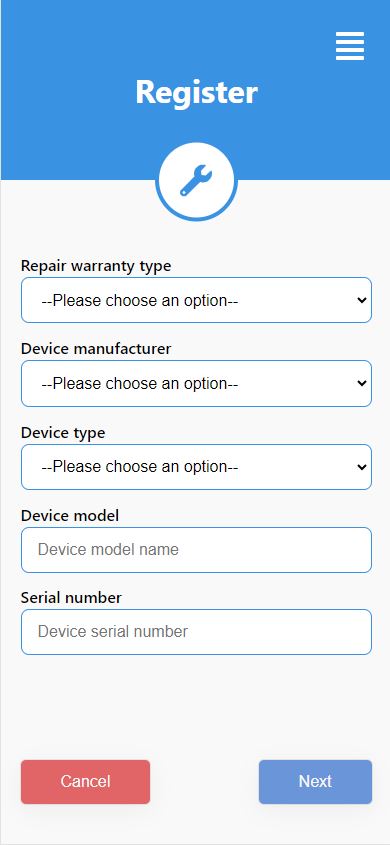 Register
Repair warranty type
--Please choose an option--
Device manufacturer
--Please choose an option--
Device type
--Please choose an option--
Device model
Device model name
Serial number
Device serial number
Cancel
Next